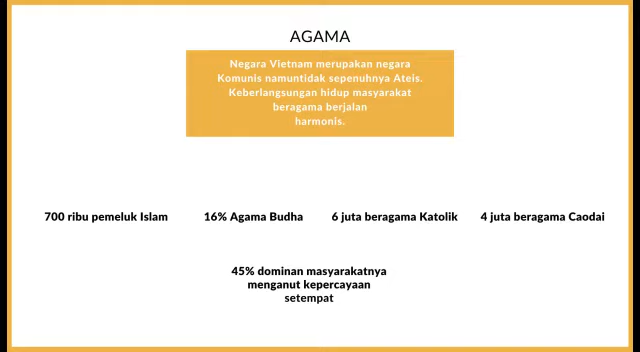 AGAMA
Negara Vietnam merupakan negara
Komunis namuntidak sepenuhnya Ateis.
Keberlangsungan hidup masyarakat
beragama berjalan
harmonis.
700 ribu pemeluk Islam
16% Agama Budha
6 juta beragama Katolik
4 juta beragama Caodai
45% dominan masyarakatnya
menganut kepercayaan
setempat